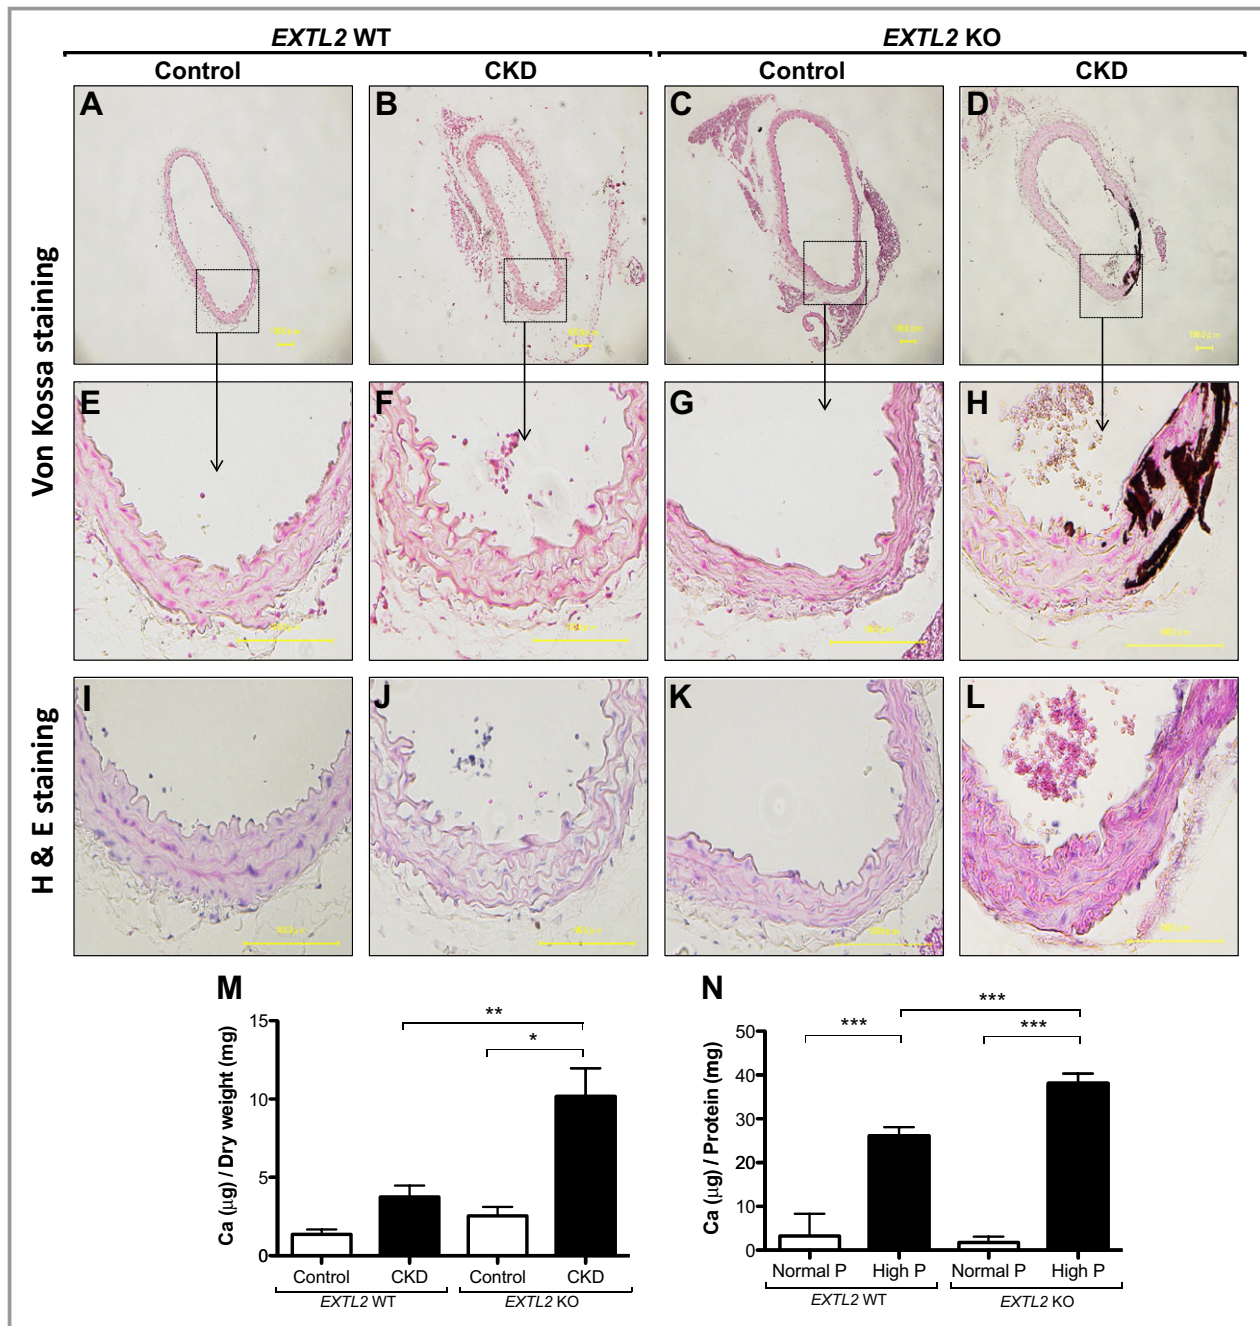 EXTL2 WT EXTL2 KO
Control CKD Control CKD
A B C D
Von Kossa staining
E F G H
H & E staining
I J K L
M N
** ***
* *** ***
Ca (μg) / Dry weight (mg)
15
10
5
0
Control CKD Control CKD
EXTL2 WT EXTL2 KO
Ca (μg) / Protein (mg)
50
40
30
20
10
0
Normal P High P Normal P High P
EXTL2 WT EXTL2 KO